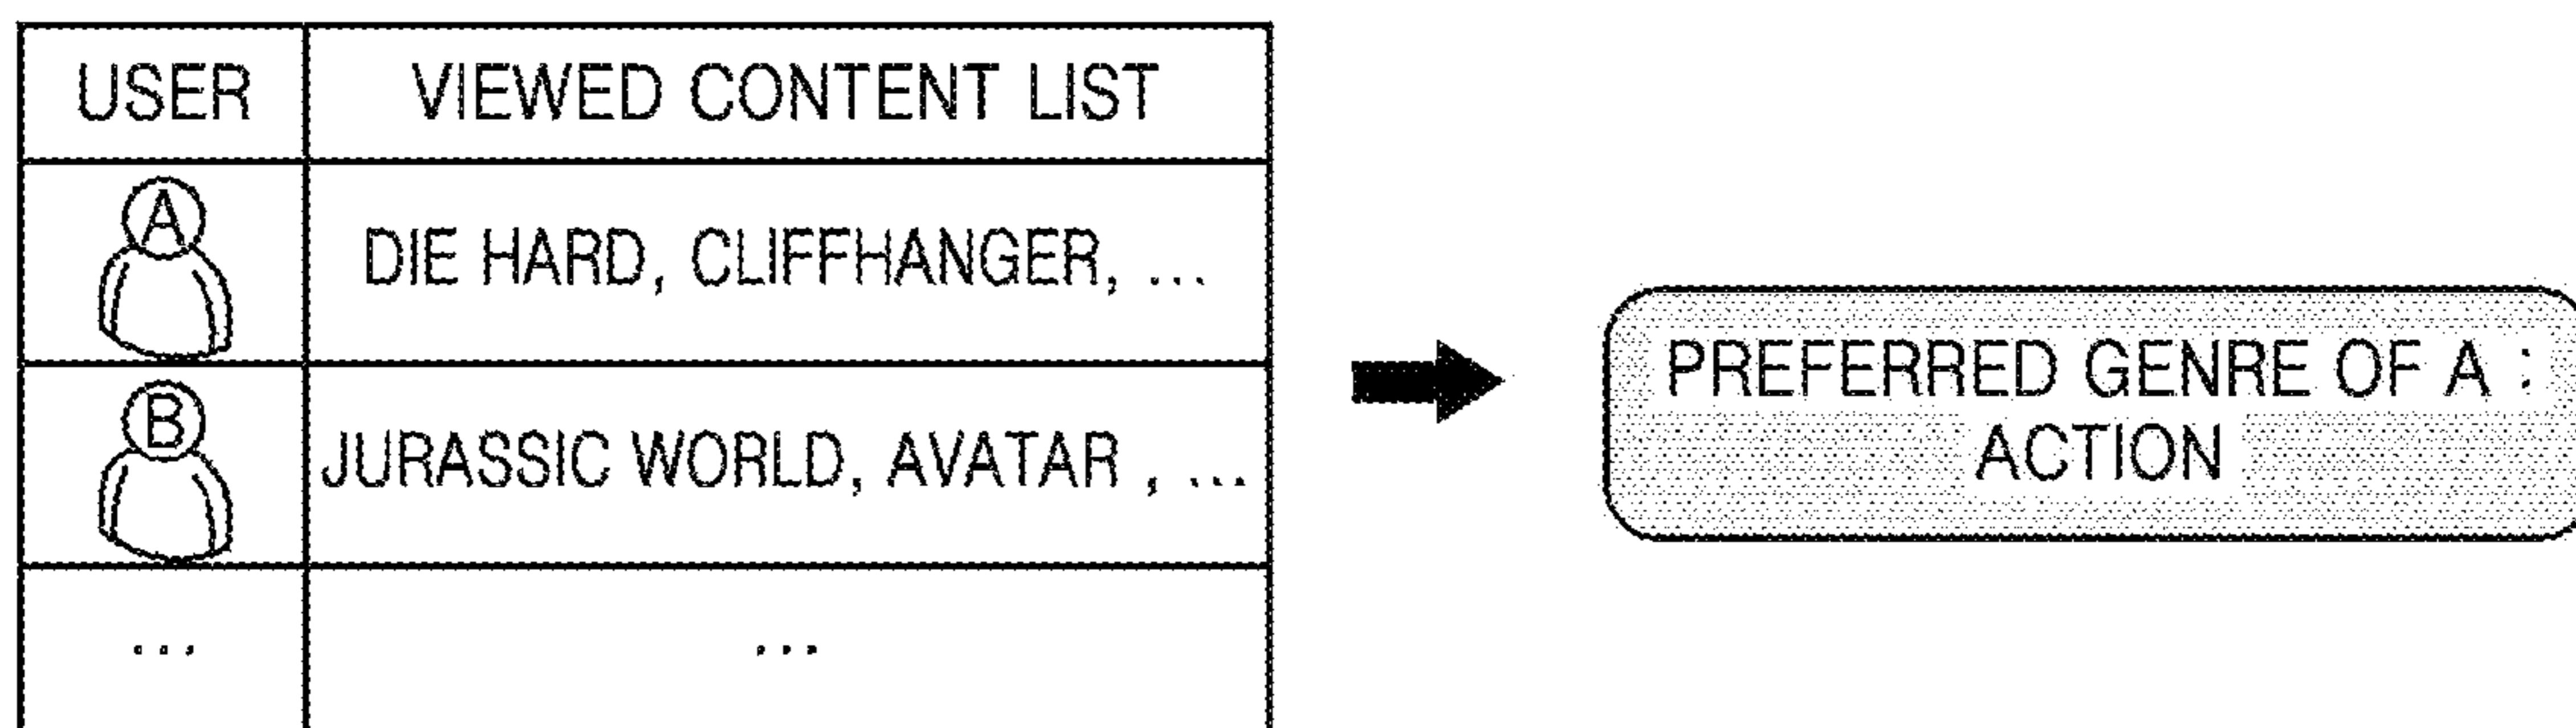 USER VIEWED CONTENT LIST
A DIE HARD, CLIFFHANGER, ...
B JURASSIC WORLD, AVATAR , ...
... ...
PREFERRED GENRE OF A :
ACTION